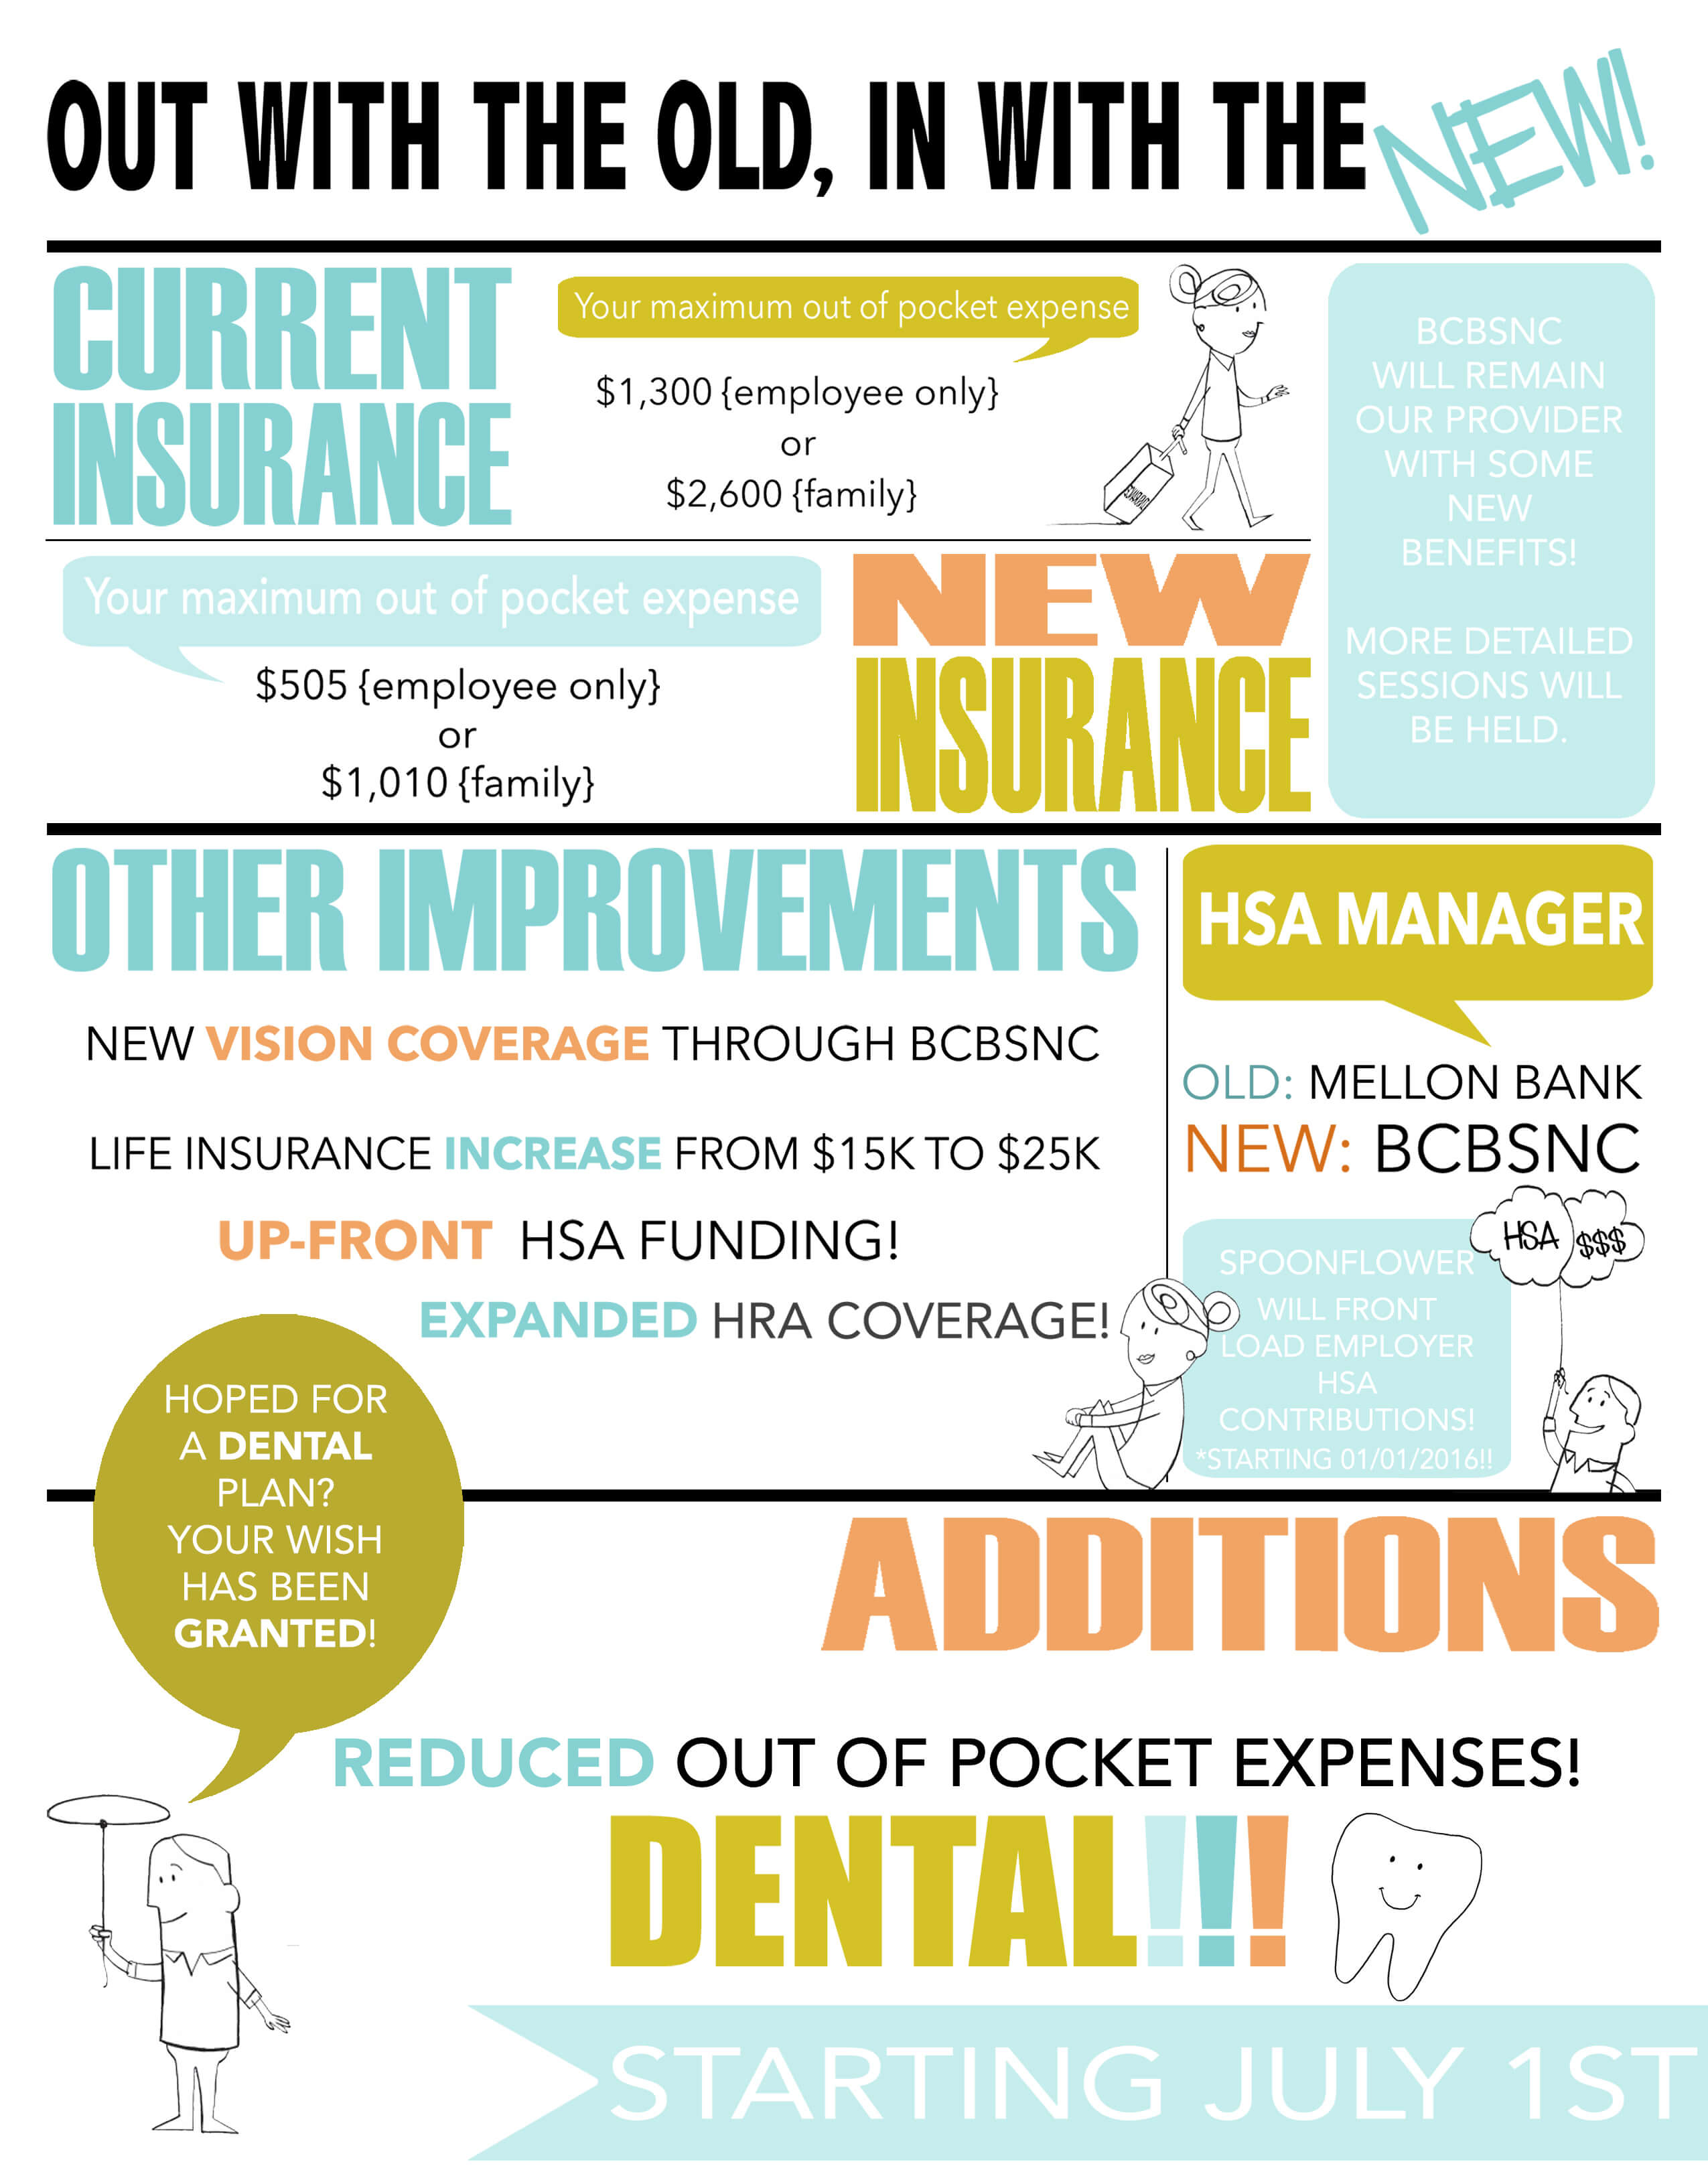 OUT WITH THE OLD, IN WITH THE NEW!
CURRENT
INSURANCE
Your maximum out of pocket expense
$1,300 {employee only}
or
$2,600 {family}
BCBSNC
WILL REMAIN
OUR PROVIDER
WITH SOME
NEW
BENEFITS!
MORE DETAILED
SESSIONS WILL
BE HELD.
Your maximum out of pocket expense
$505 {employee only}
or
$1,010 {family}
NEW
INSURANCE
OTHER IMPROVEMENTS
NEW VISION COVERAGE THROUGH BCBSNC
LIFE INSURANCE INCREASE FROM $15K TO $25K
UP-FRONT HSA FUNDING!
EXPANDED HRA COVERAGE!
HSA MANAGER
OLD: MELLON BANK
NEW: BCBSNC
HSA $$$
SPOONFLOWER
WILL FRONT
LOAD EMPLOYER
HSA
CONTRIBUTIONS!
*STARTING 01/01/2016!!
HOPED FOR
A DENTAL
PLAN?
YOUR WISH
HAS BEEN
GRANTED!
ADDITIONS
REDUCED OUT OF POCKET EXPENSES!
DENTAL!!!
STARTING JULY 1ST